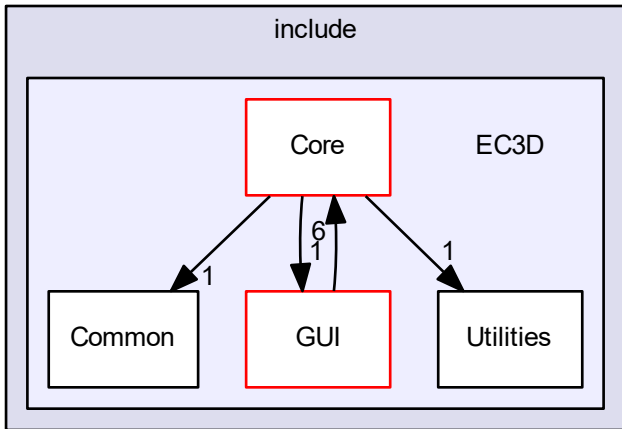 include
Core
EC3D
6
1
1
1
Common
GUI
Utilities